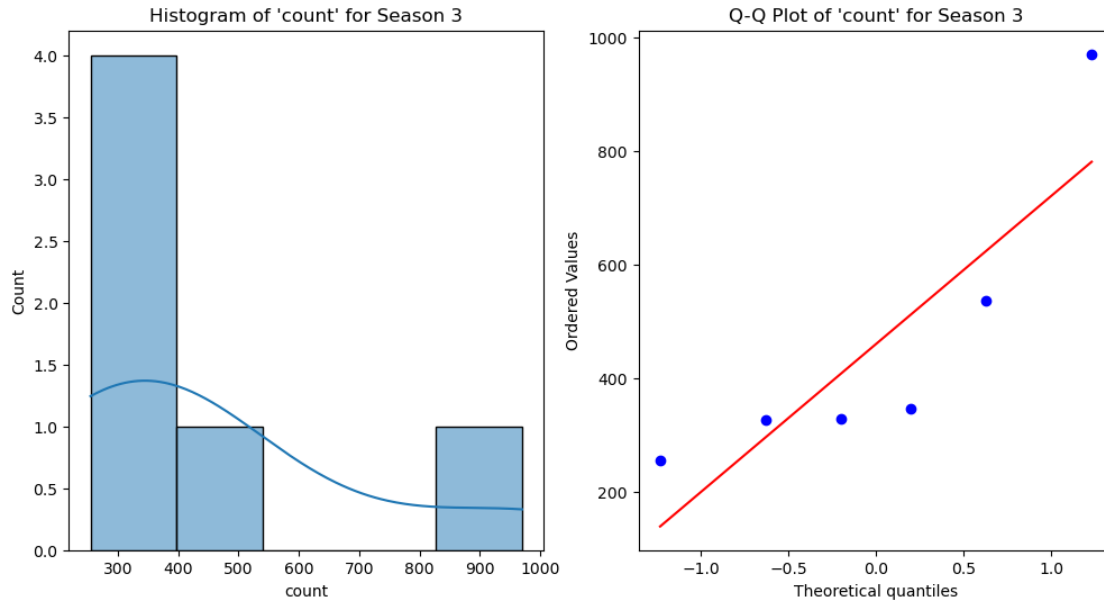 Histogram of 'count' for Season 3
4.0
3.5
3.0
2.5
2.0
1.5
1.0
0.5
0.0
Count
300 400 500 600 700 800 900 1000
count
Q-Q Plot of 'count' for Season 3
1000
800
600
400
200
Ordered Values
−1.0 −0.5 0.0 0.5 1.0
Theoretical quantiles